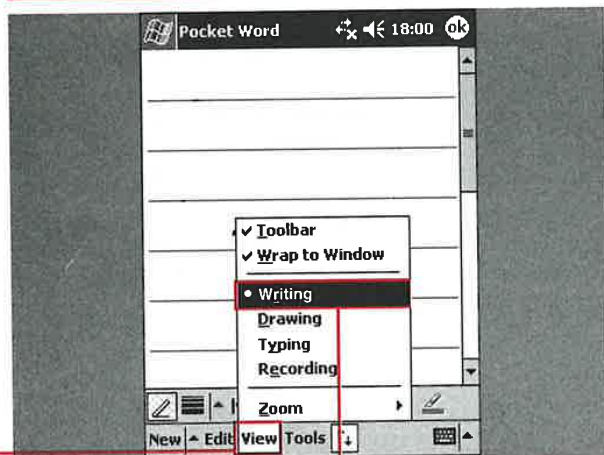 Pocket Word 18:00 ok
Toolbar
Wrap to Window
Writing
Drawing
Typing
Recording
Zoom
New Edit View Tools